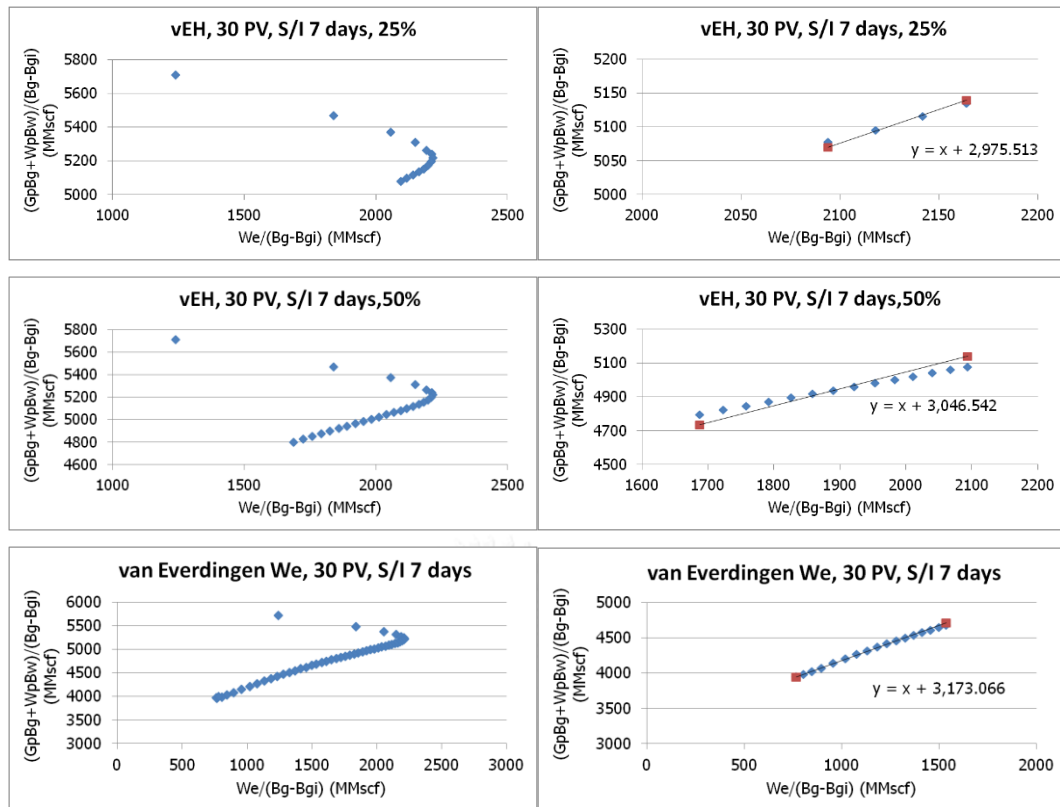 vEH, 30 PV, S/I 7 days, 25%
(GpBg+WpBw)/(Bg-Bgi)
(MMscf)
5800
5600
5400
5200
5000
1000
1500
2000
2500
We/(Bg-Bgi) (MMscf)
vEH, 30 PV, S/I 7 days, 25%
(GpBg+WpBw)/(Bg-Bgi)
(MMscf)
5200
5150
5100
5050
5000
y = x + 2,975.513
2000
2050
2100
2150
2200
We/(Bg-Bgi) (MMscf)
vEH, 30 PV, S/I 7 days,50%
(GpBg+WpBw)/(Bg-Bgi)
(MMscf)
5800
5600
5400
5200
5000
4800
4600
1000
1500
2000
2500
We/(Bg-Bgi) (MMscf)
vEH, 30 PV, S/I 7 days,50%
(GpBg+WpBw)/(Bg-Bgi)
(MMscf)
5300
5100
4900
4700
4500
y = x + 3,046.542
1600
1700
1800
1900
2000
2100
2200
We/(Bg-Bgi) (MMscf)
van Everdingen We, 30 PV, S/I 7 days
(GpBg+WpBw)/(Bg-Bgi)
(MMscf)
6000
5500
5000
4500
4000
3500
3000
0
500
1000
1500
2000
2500
3000
We/(Bg-Bgi) (MMscf)
van Everdingen We, 30 PV, S/I 7 days
(GpBg+WpBw)/(Bg-Bgi)
(MMscf)
5000
4500
4000
3500
3000
y = x + 3,173.066
0
500
1000
1500
2000
We/(Bg-Bgi) (MMscf)